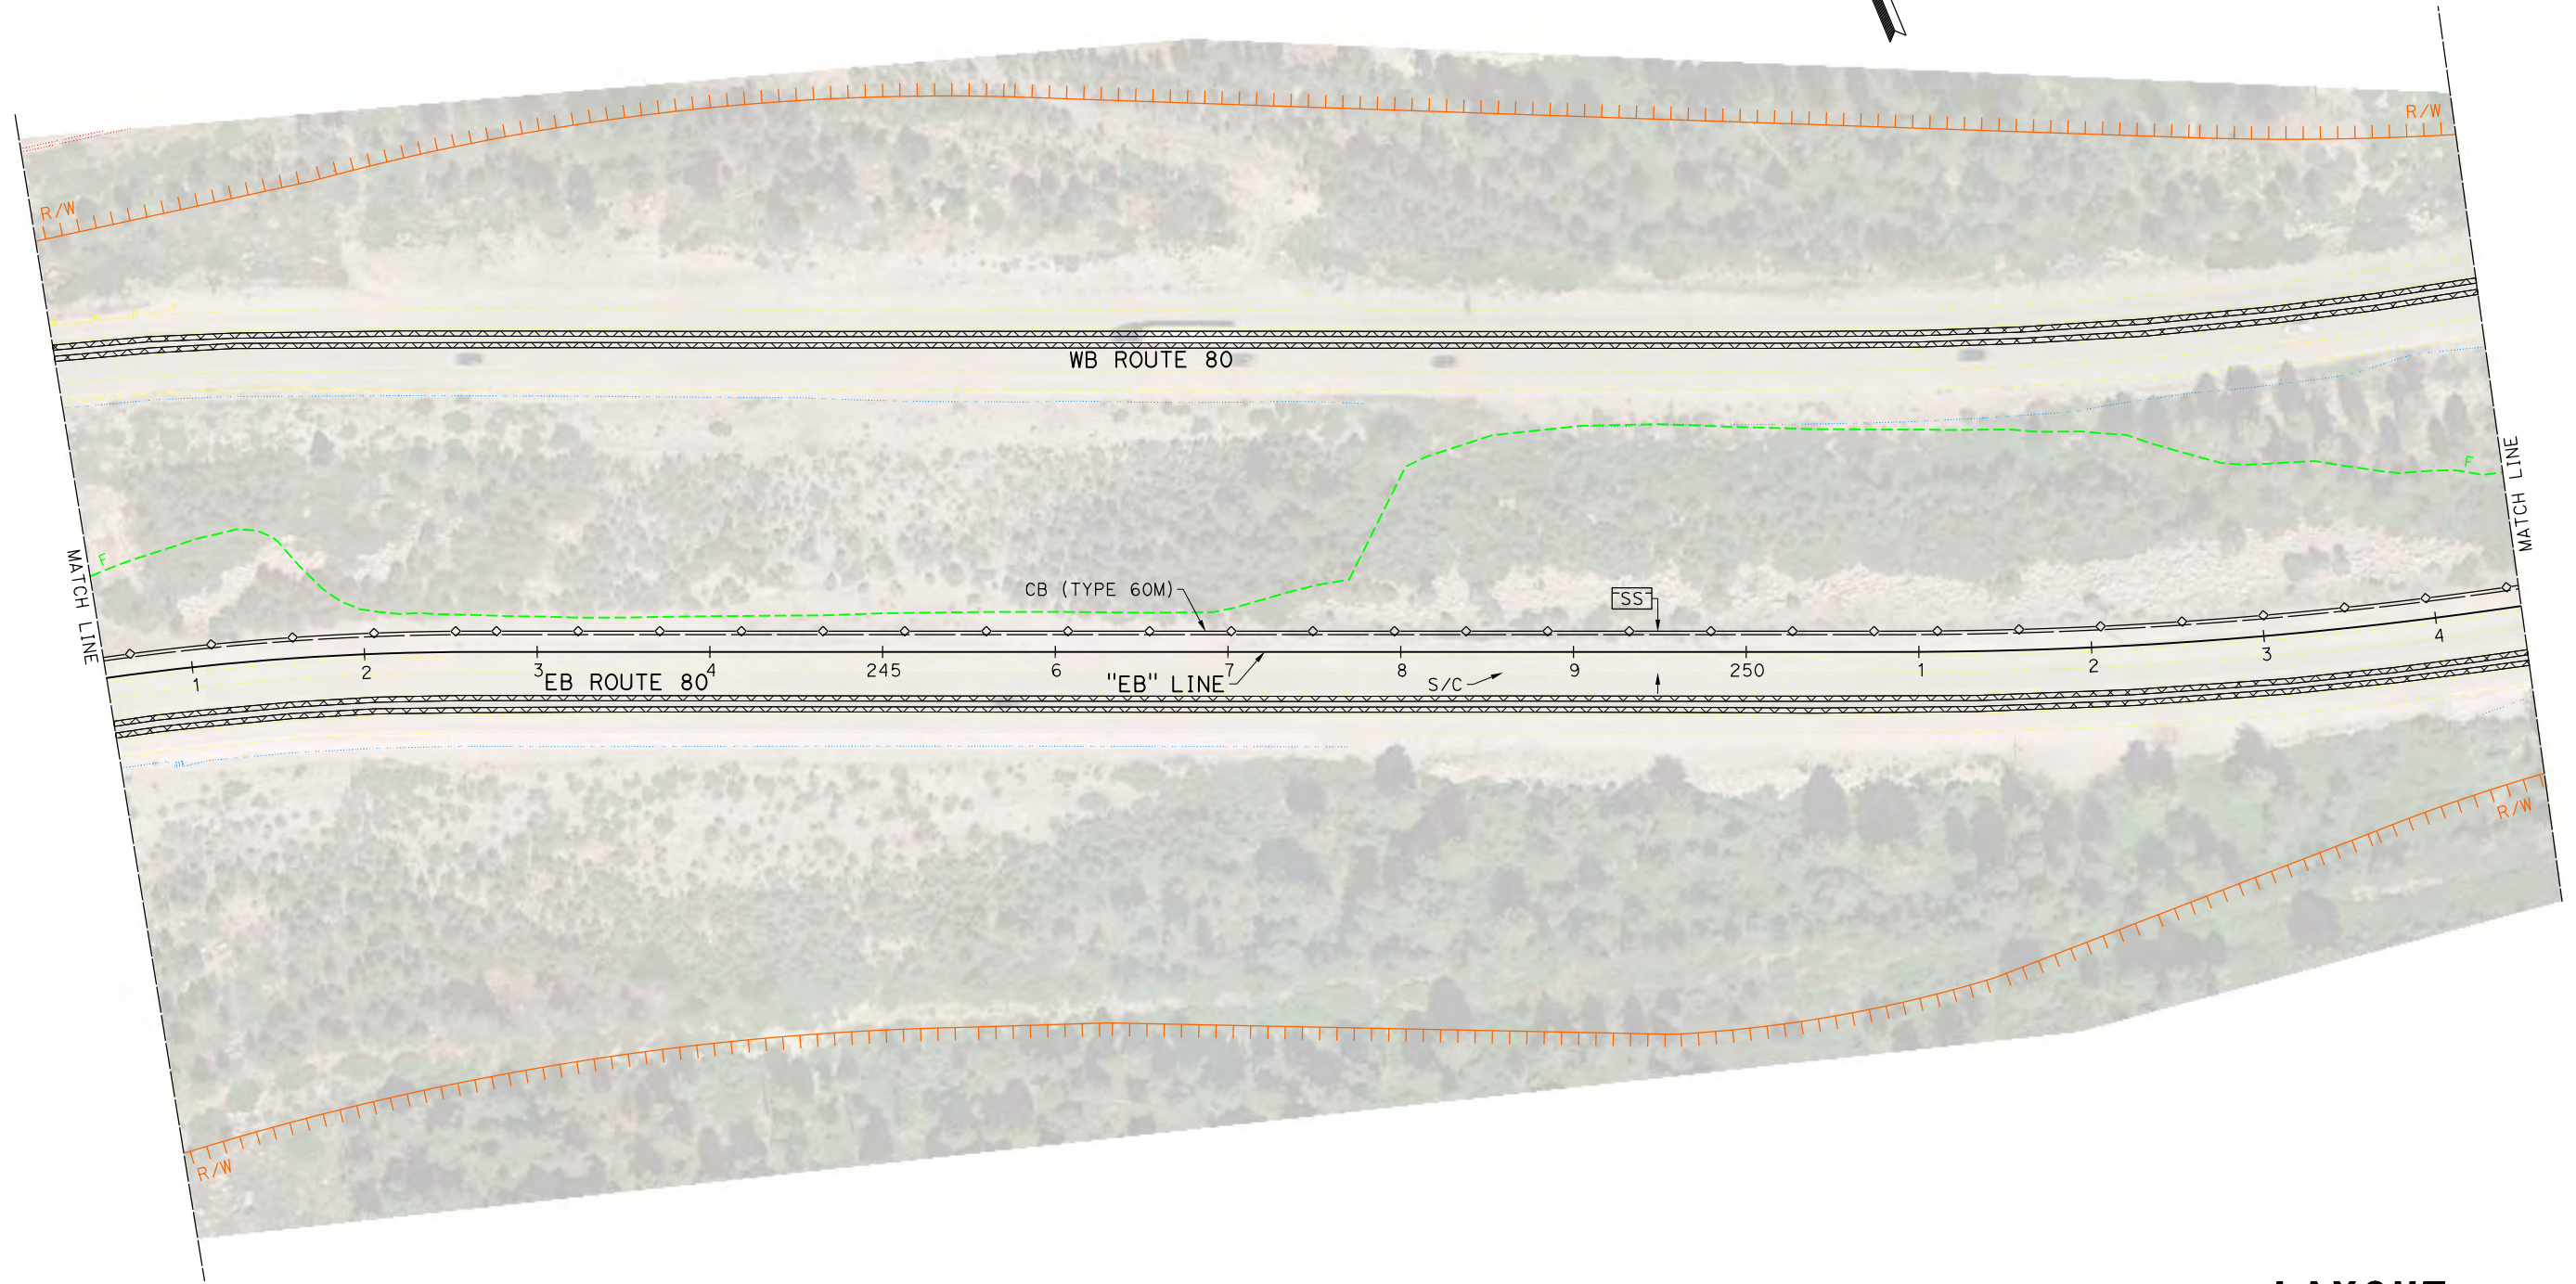 R/W
R/W
WB ROUTE 80
MATCH LINE
F
F
MATCH LINE
CB (TYPE 60M)
SS
1
2
3
4
245
6
7
8
9
250
1
2
3
4
EB ROUTE 80
"EB" LINE
S/C
R/W
R/W